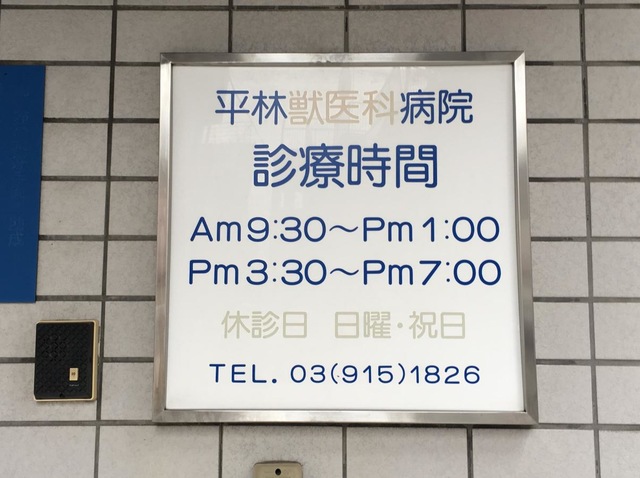 平林獣医科病院
診療時間
Am9:30～Pm1:00
Pm3:30～Pm7:00
休診日 日曜・祝日
TEL. 03(915)1826